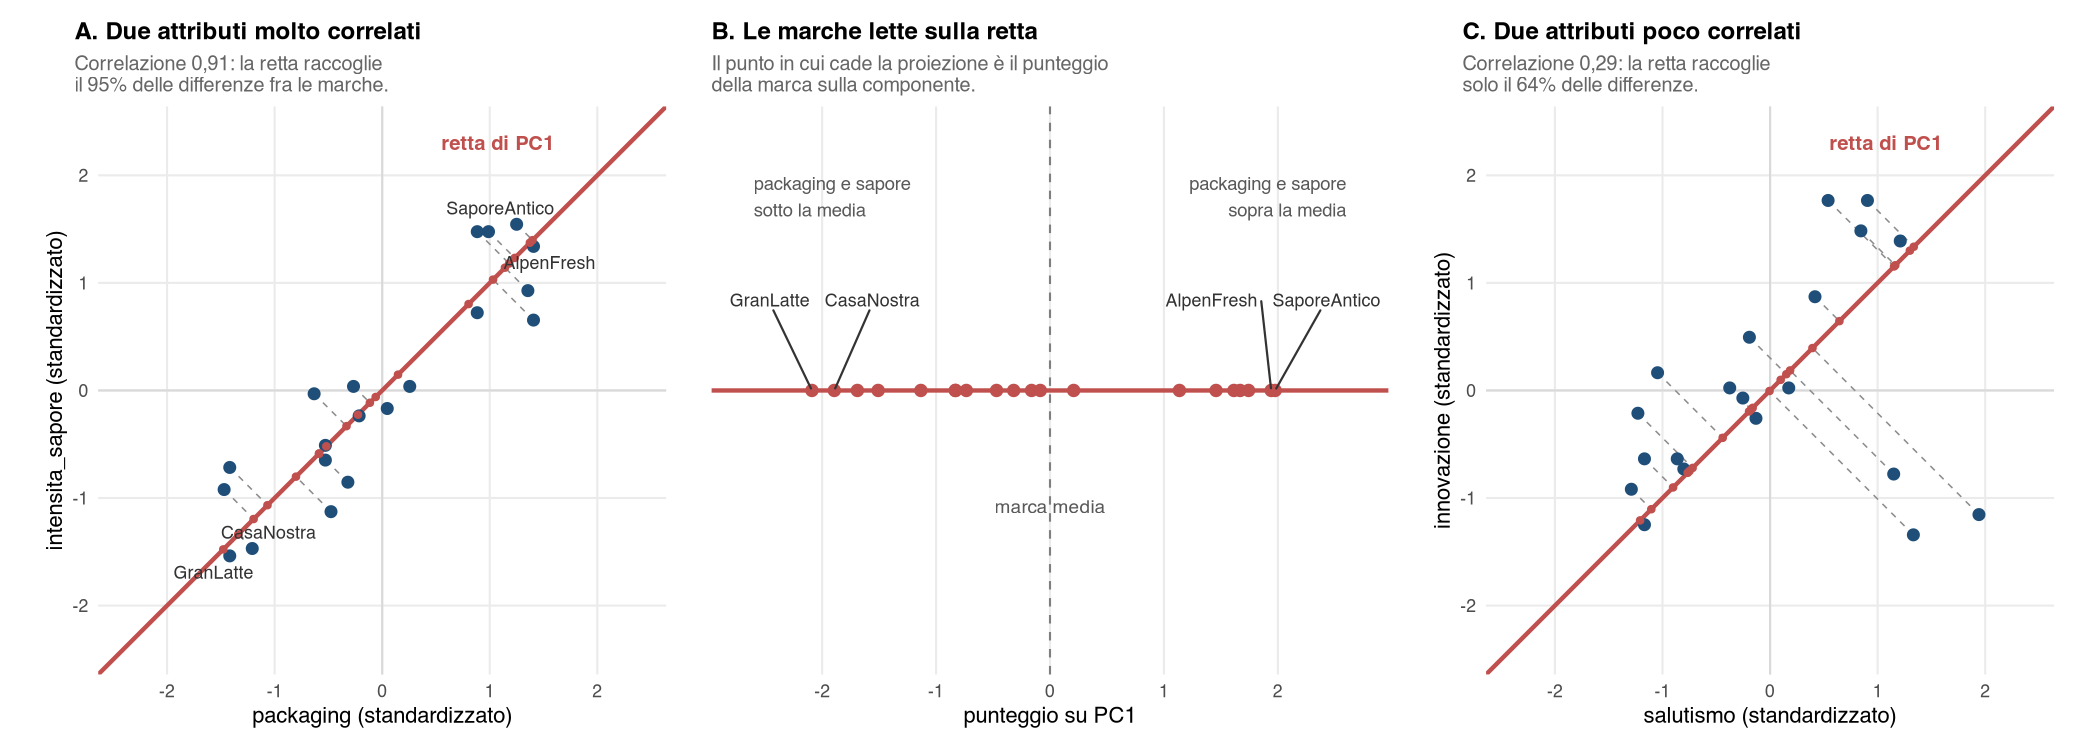 A. Due attributi molto correlati
Correlazione 0,91: la retta raccoglie
il 95% delle differenze fra le marche.
retta di PC1
SaporeAntico
AlpenFresh
CasaNostra
GranLatte
2
1
0
-1
-2
intensita_sapore (standardizzato)
-2
-1
0
1
2
packaging (standardizzato)
B. Le marche lette sulla retta
Il punto in cui cade la proiezione è il punteggio
della marca sulla componente.
packaging e sapore
sotto la media
packaging e sapore
sopra la media
GranLatte
CasaNostra
AlpenFresh
SaporeAntico
marca media
-2
-1
0
1
2
punteggio su PC1
C. Due attributi poco correlati
Correlazione 0,29: la retta raccoglie
solo il 64% delle differenze.
retta di PC1
2
1
0
-1
-2
innovazione (standardizzato)
-2
-1
0
1
2
salutismo (standardizzato)